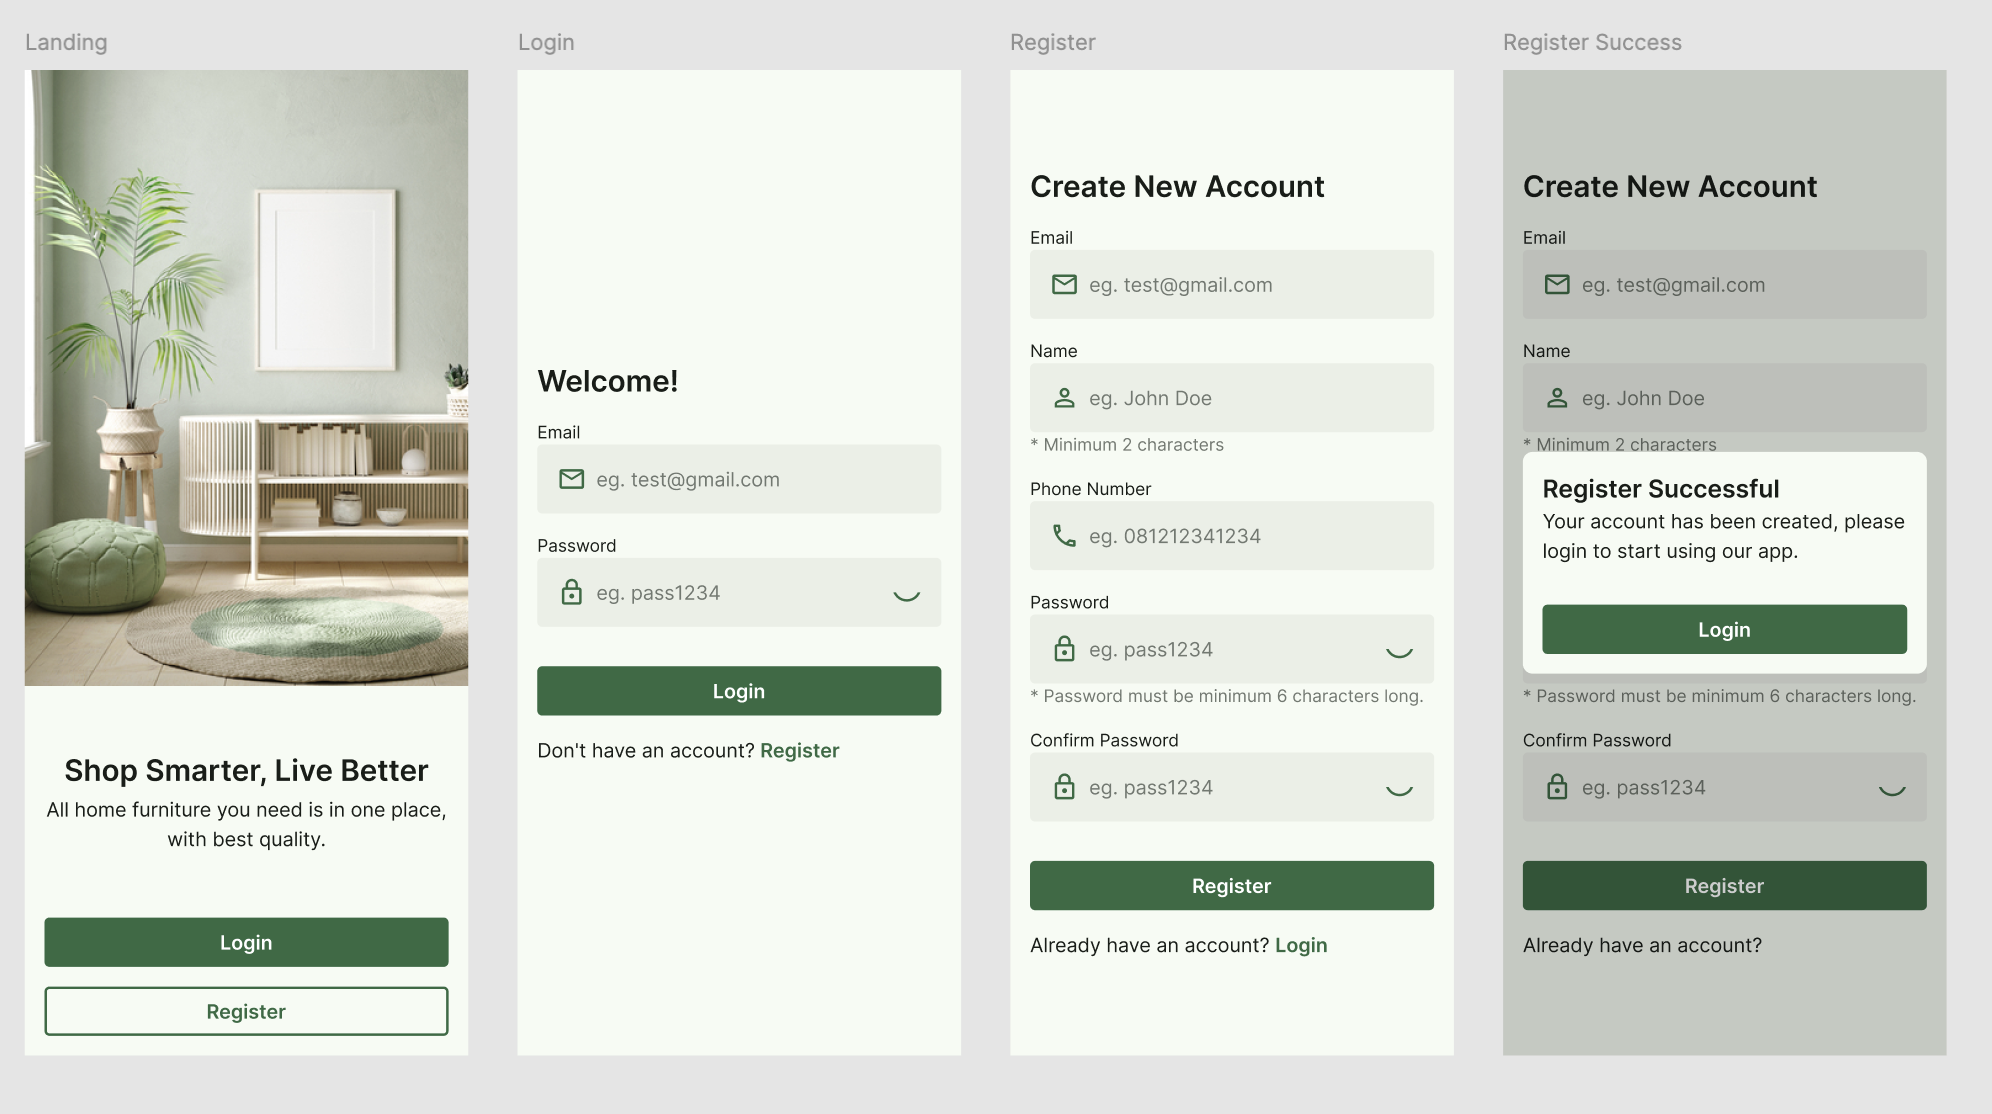 Landing
Shop Smarter, Live Better
All home furniture you need is in one place,
with best quality.
Login
Register
Login
Welcome!
Email
eg. test@gmail.com
Password
eg. pass1234
Login
Don't have an account? Register
Register
Create New Account
Email
eg. test@gmail.com
Name
eg. John Doe
* Minimum 2 characters
Phone Number
eg. 081212341234
Password
eg. pass1234
* Password must be minimum 6 characters long.
Confirm Password
eg. pass1234
Register
Already have an account? Login
Register Success
Create New Account
Email
eg. test@gmail.com
Name
eg. John Doe
* Minimum 2 characters
Register Successful
Your account has been created, please
login to start using our app.
Login
* Password must be minimum 6 characters long.
Confirm Password
eg. pass1234
Register
Already have an account?